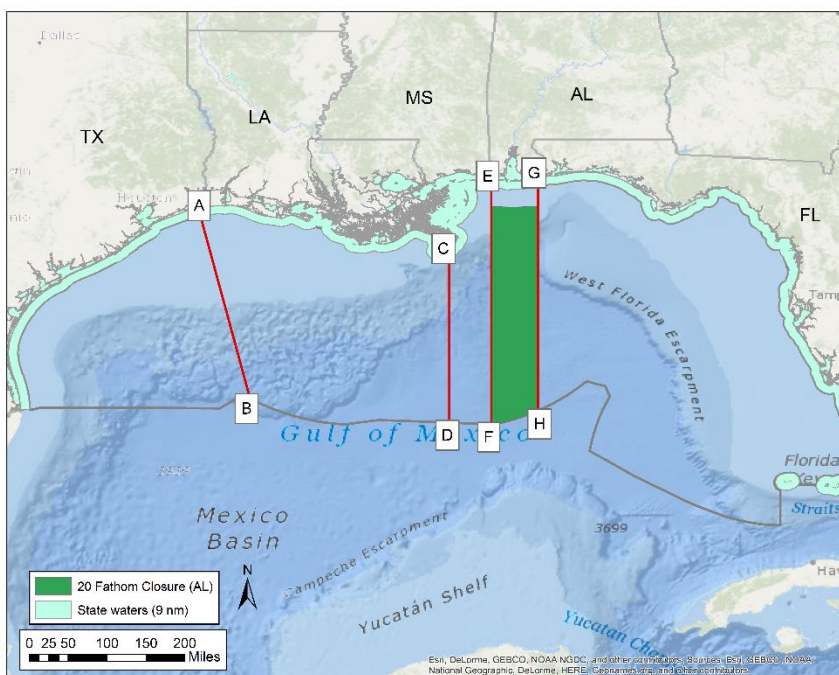 Dallas
MS
AL
LA
TX
E
G
Houston
A
FL
C
Tampa
West Florida Escarpment
B
D
F
H
Gulf of Mexico
Florida
Straits
Mexico
Basin
3699
Campeche Escarpment
N
20 Fathom Closure (AL)
State waters (9 nm)
Yucatán Shelf
Yucatan Chan
Hav
0 25 50 100 150 200
Miles
Esri, DeLorme, GEBCO, NOAA NGDC, and other contributors, Sources: Esri, GEBCO, NOAA,
National Geographic, DeLorme, HERE, Geonames.org, and other contributors